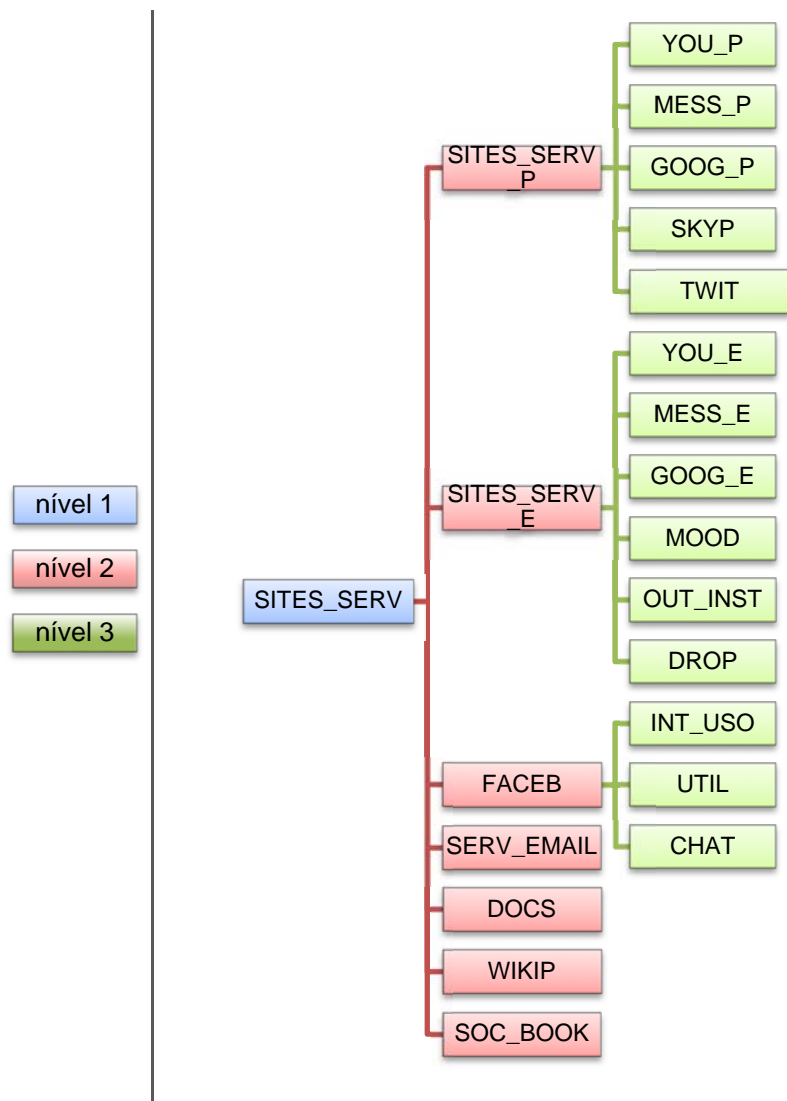 nível 1
nível 2
nível 3
SITES_SERV
SITES_SERV
_P
YOU_P
MESS_P
GOOG_P
SKYP
TWIT
SITES_SERV
_E
YOU_E
MESS_E
GOOG_E
MOOD
OUT_INST
DROP
FACEB
INT_USO
UTIL
CHAT
SERV_EMAIL
DOCS
WIKIP
SOC_BOOK